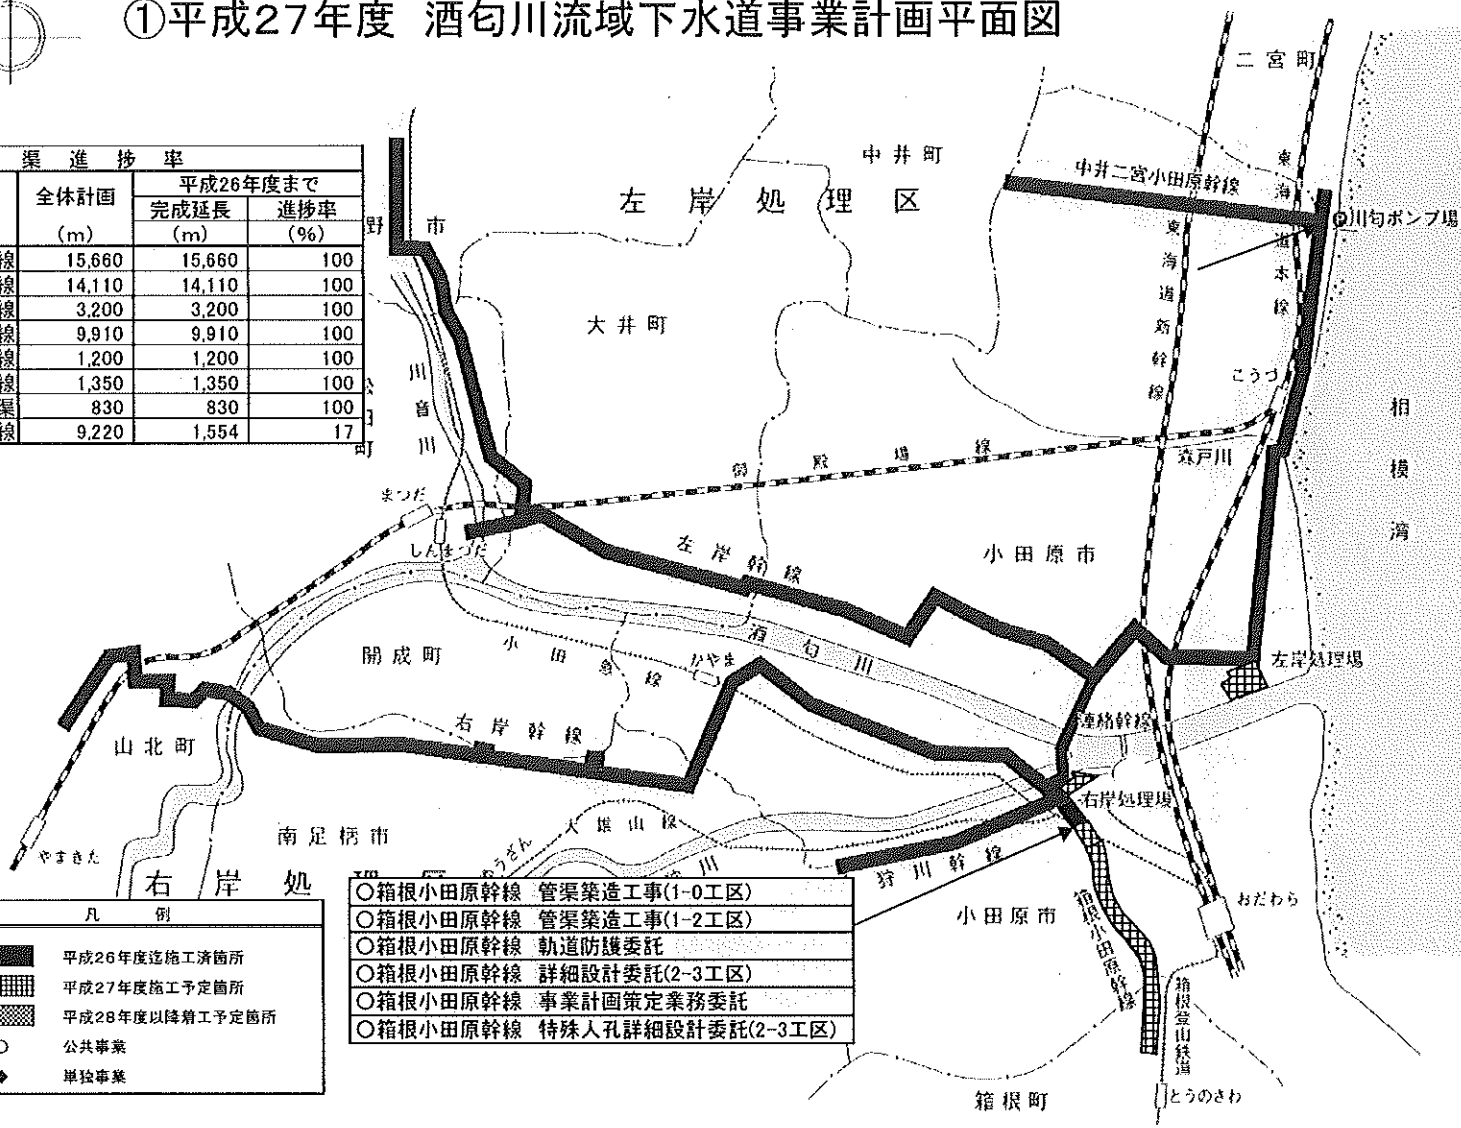 ①平成27年度 酒匂川流域下水道事業計画平面図
渠 進 捗 率
全体計画 平成26年度まで
完成延長 進捗率
(m) (m) (%)
線 15,660 15,660 100
線 14,110 14,110 100
線 3,200 3,200 100
線 9,910 9,910 100
線 1,200 1,200 100
線 1,350 1,350 100
渠 830 830 100
線 9,220 1,554 17
二宮町
中井町
左岸処理区
中井二宮小田原幹線
東海道本線
東海道新幹線
川匂ポンプ場
野市
大井町
川音川
田町
こうづ
相模湾
御殿場線
森戸川
まつだ
しんまつだ
左岸幹線
小田原市
酒匂川
開成町
小田急線
かやま
左岸処理場
右岸幹線
連絡幹線
山北町
右岸処理場
南足柄市
大雄山線
やまきた
狩川幹線
右岸処理区
おだわら
小田原市
箱根小田原幹線
箱根登山鉄道
とうのさわ
箱根町
○箱根小田原幹線 管渠築造工事(1-0工区)
○箱根小田原幹線 管渠築造工事(1-2工区)
○箱根小田原幹線 軌道防護委託
○箱根小田原幹線 詳細設計委託(2-3工区)
○箱根小田原幹線 事業計画策定業務委託
○箱根小田原幹線 特殊人孔詳細設計委託(2-3工区)
凡 例
平成26年度迄施工済箇所
平成27年度施工予定箇所
平成28年度以降着工予定箇所
○ 公共事業
◆ 単独事業